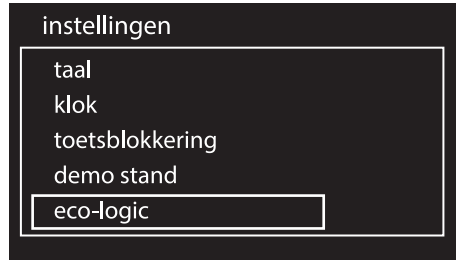 instellingen
taal
klok
toetsblokkering
demo stand
eco-logic